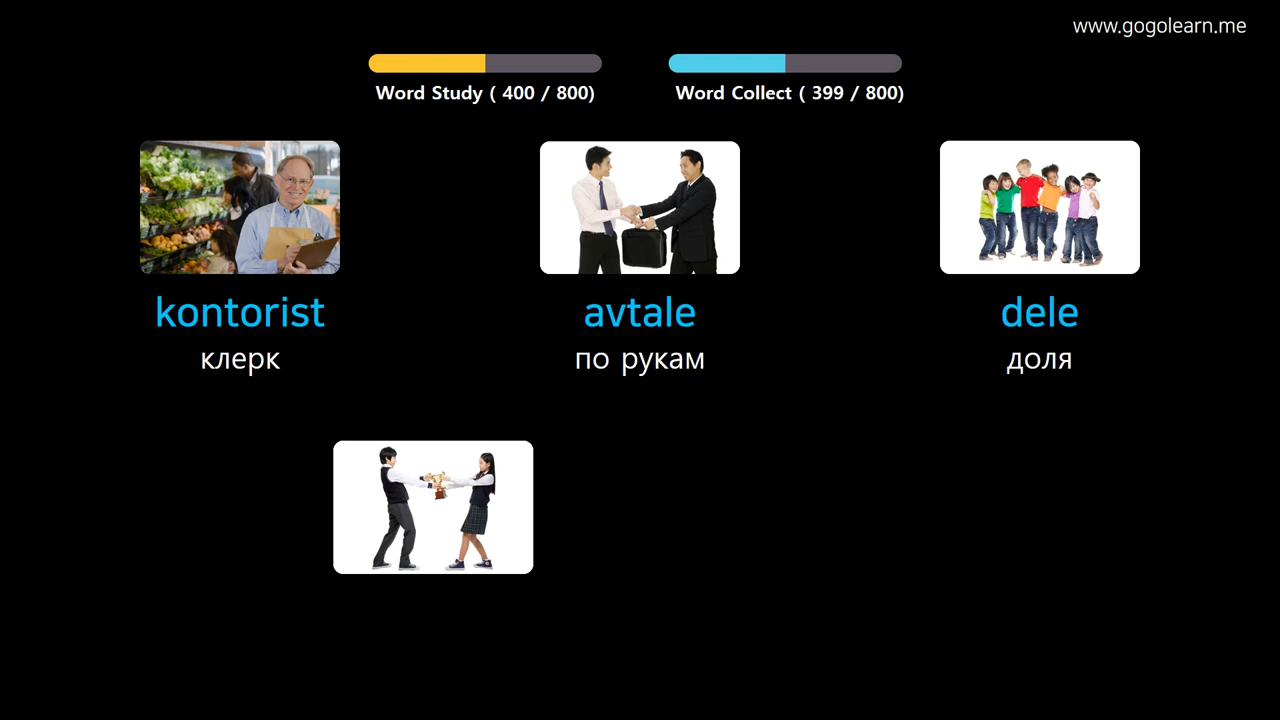 www.gogolearn.me
Word Study ( 400 / 800)
Word Collect ( 399 / 800)
kontorist
avtale
dele
клерк
по рукам
доля